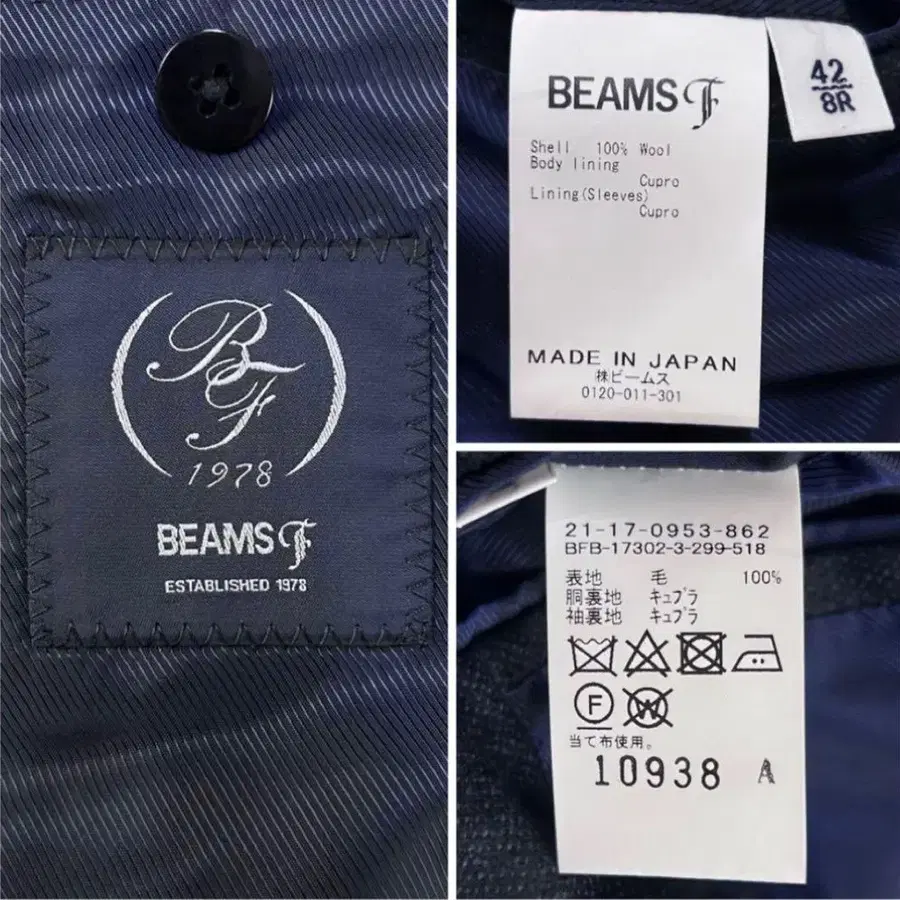 BF
1978
BEAMS F
ESTABLISHED 1978
BEAMS F
Shell 100% Wool
Body lining
Cupro
Lining(Sleeves)
Cupro
MADE IN JAPAN
㈱ビームス
0120-011-301
42
8R
21-17-0953-862
BFB-17302-3-299-518
表地 毛 100%
胴裏地 キュプラ
袖裏地 キュプラ
F W
当て布使用。
10938 A